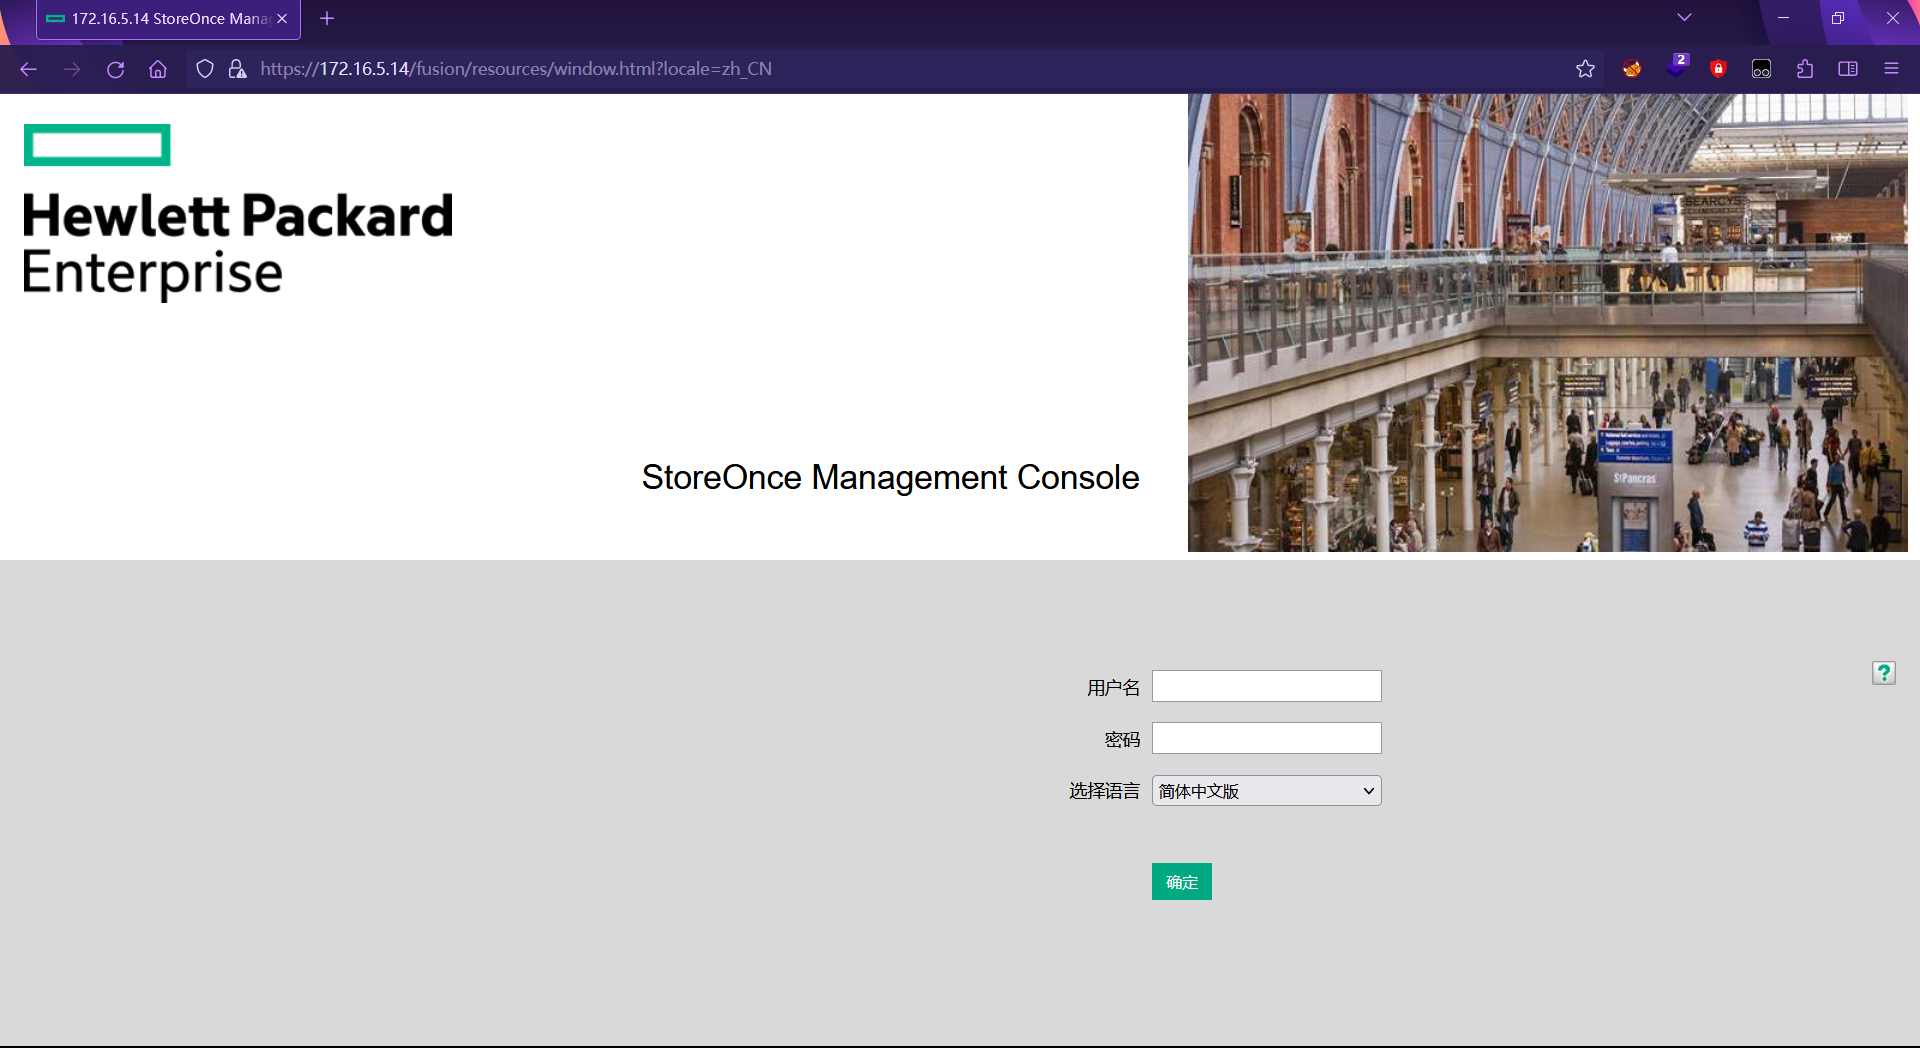 172.16.5.14 StoreOnce Mana
https://172.16.5.14/fusion/resources/window.html?locale=zh_CN
2
Hewlett Packard
Enterprise
SEARCYS
StoreOnce Management Console
StPancras
用户名
?
密码
选择语言 简体中文版
确定